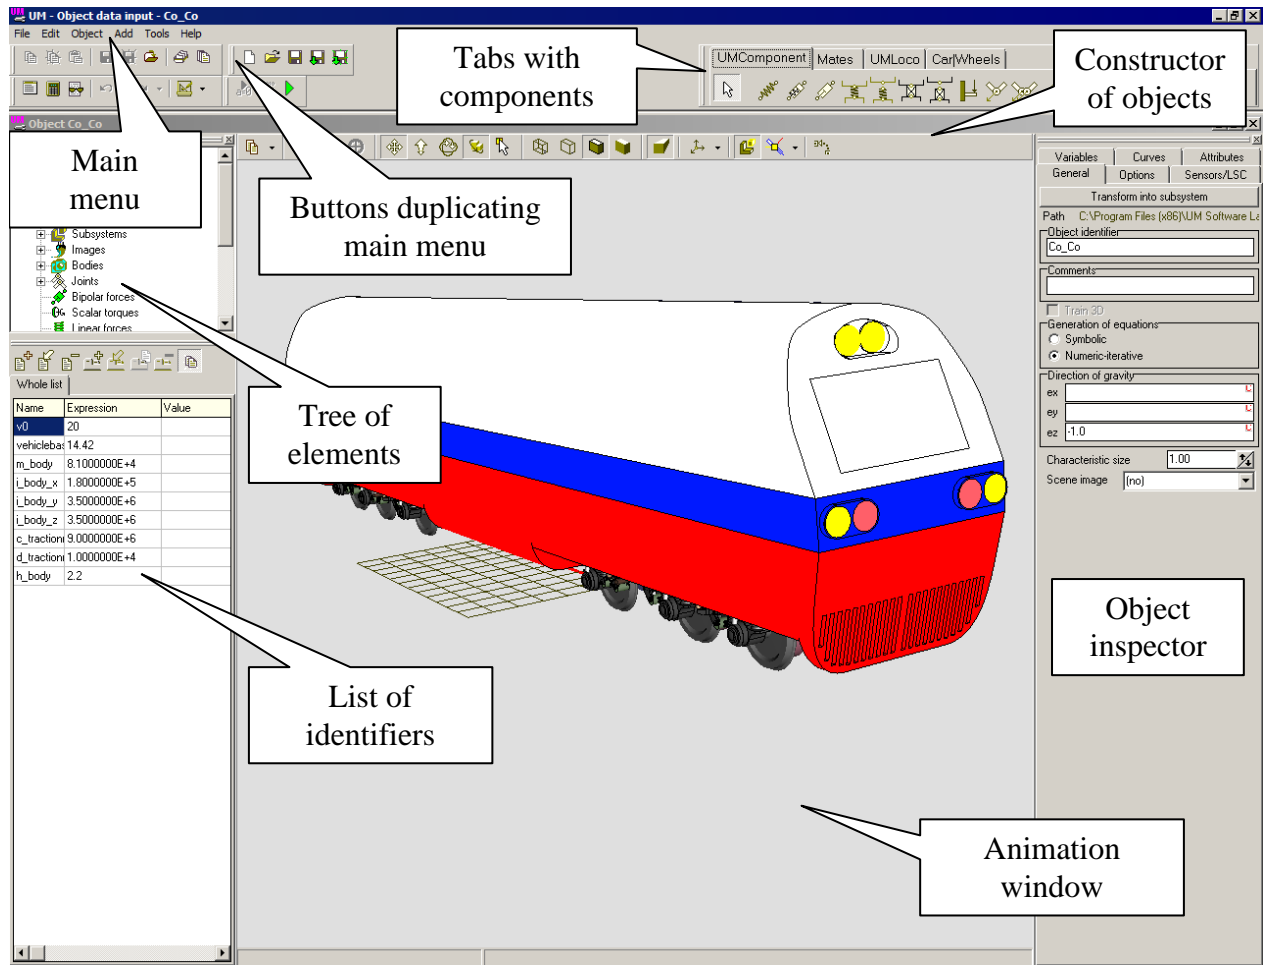 UM - Object data input - Co_Co
File Edit Object Add Tools Help
Tabs with
components
UMComponent Mates UMLoco Car|Wheels
Constructor
of objects
Object Co_Co
Main
menu
Buttons duplicating
main menu
Subsystems
Images
Bodies
Joints
Bipolar forces
Scalar torques
Linear forces
Variables Curves Attributes
General Options Sensors/LSC
Transform into subsystem
Path C:\Program Files (x86)\UM Software La
Object identifier
Co_Co
Comments
Train 3D
Generation of equations
Symbolic
Numeric-iterative
Direction of gravity
ex
ey
ez -1.0
Characteristic size 1.00
Scene image (no)
Whole list
Name Expression Value
v0 20
vehicleba 14.42
m_body 8.1000000E+4
i_body_x 1.8000000E+5
i_body_y 3.5000000E+6
i_body_z 3.5000000E+6
c_traction 9.0000000E+6
d_traction 1.0000000E+4
h_body 2.2
Tree of
elements
List of
identifiers
Object
inspector
Animation
window